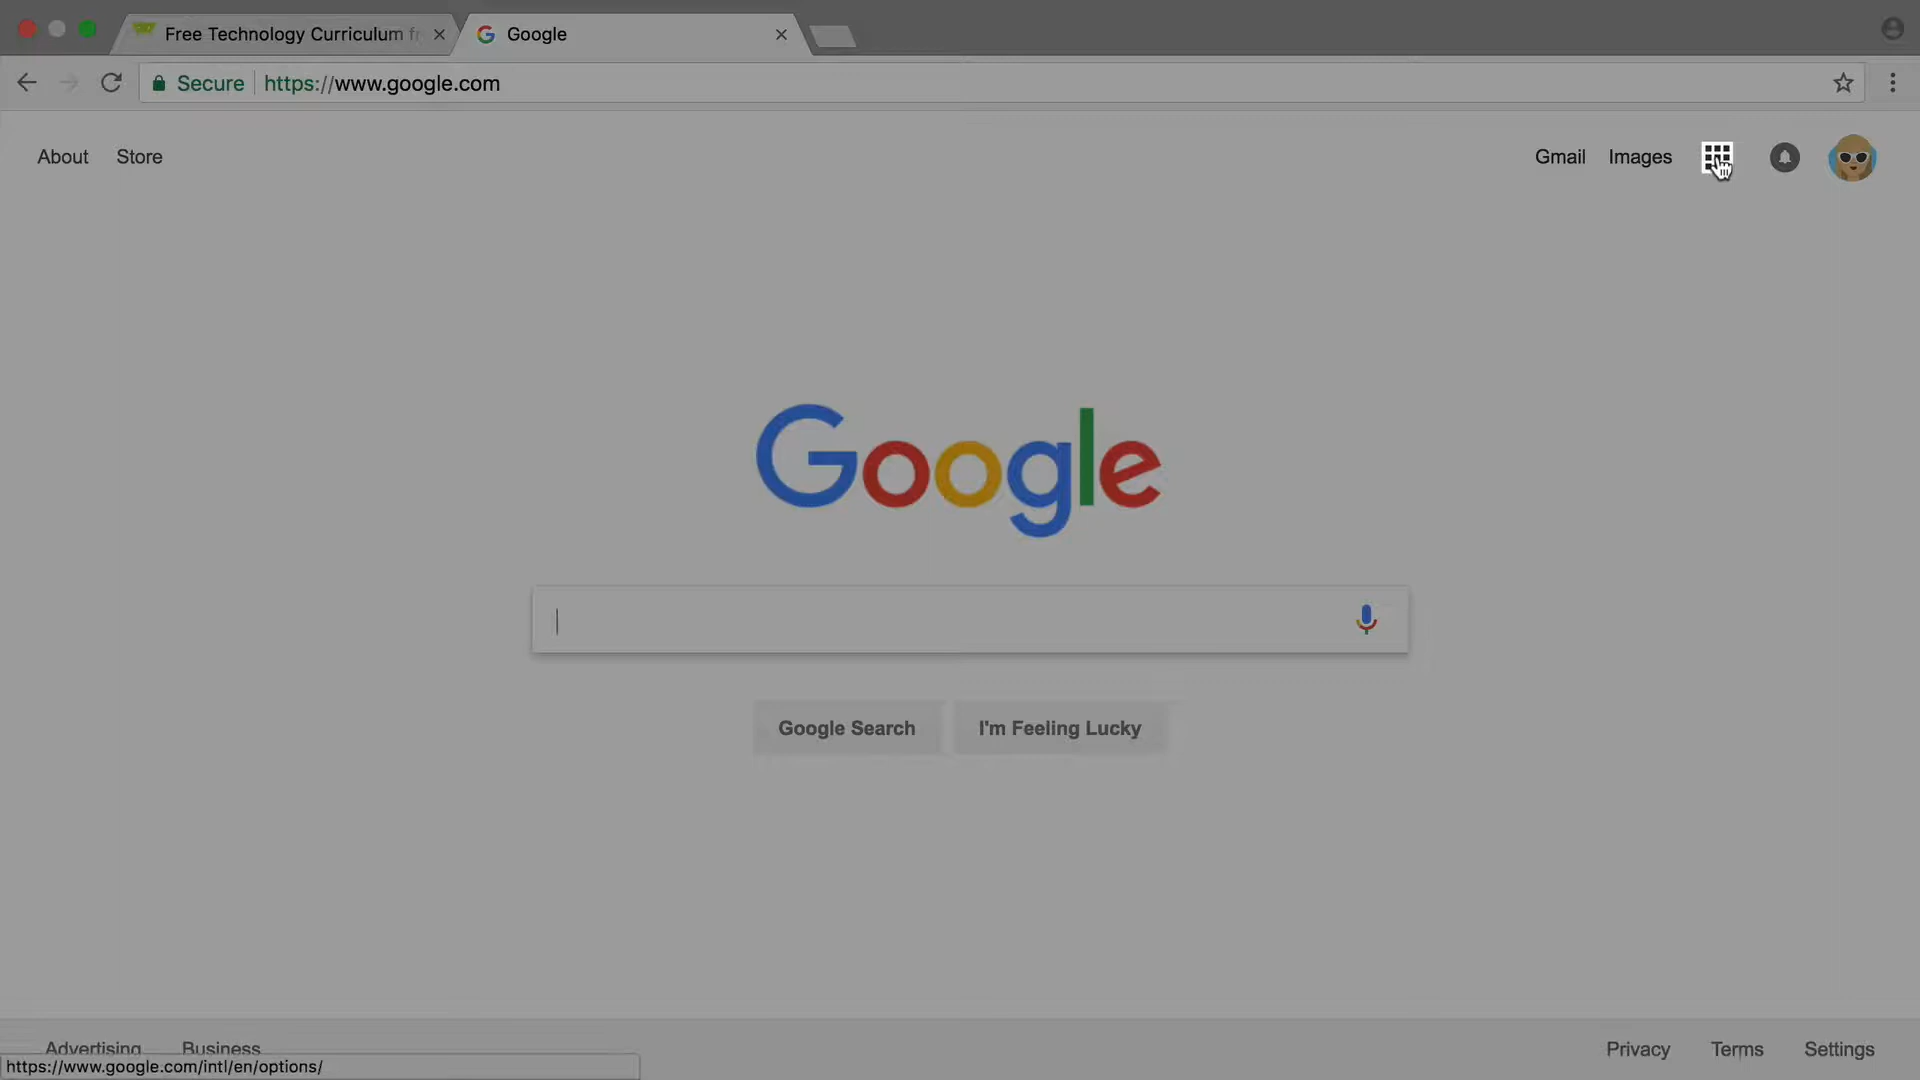 Free Technology Curriculum fr
Google
Secure
https://www.google.com
About
Store
Gmail
Images
Google
Google Search
I'm Feeling Lucky
Advertising
Business
Privacy
Terms
Settings
https://www.google.com/intl/en/options/